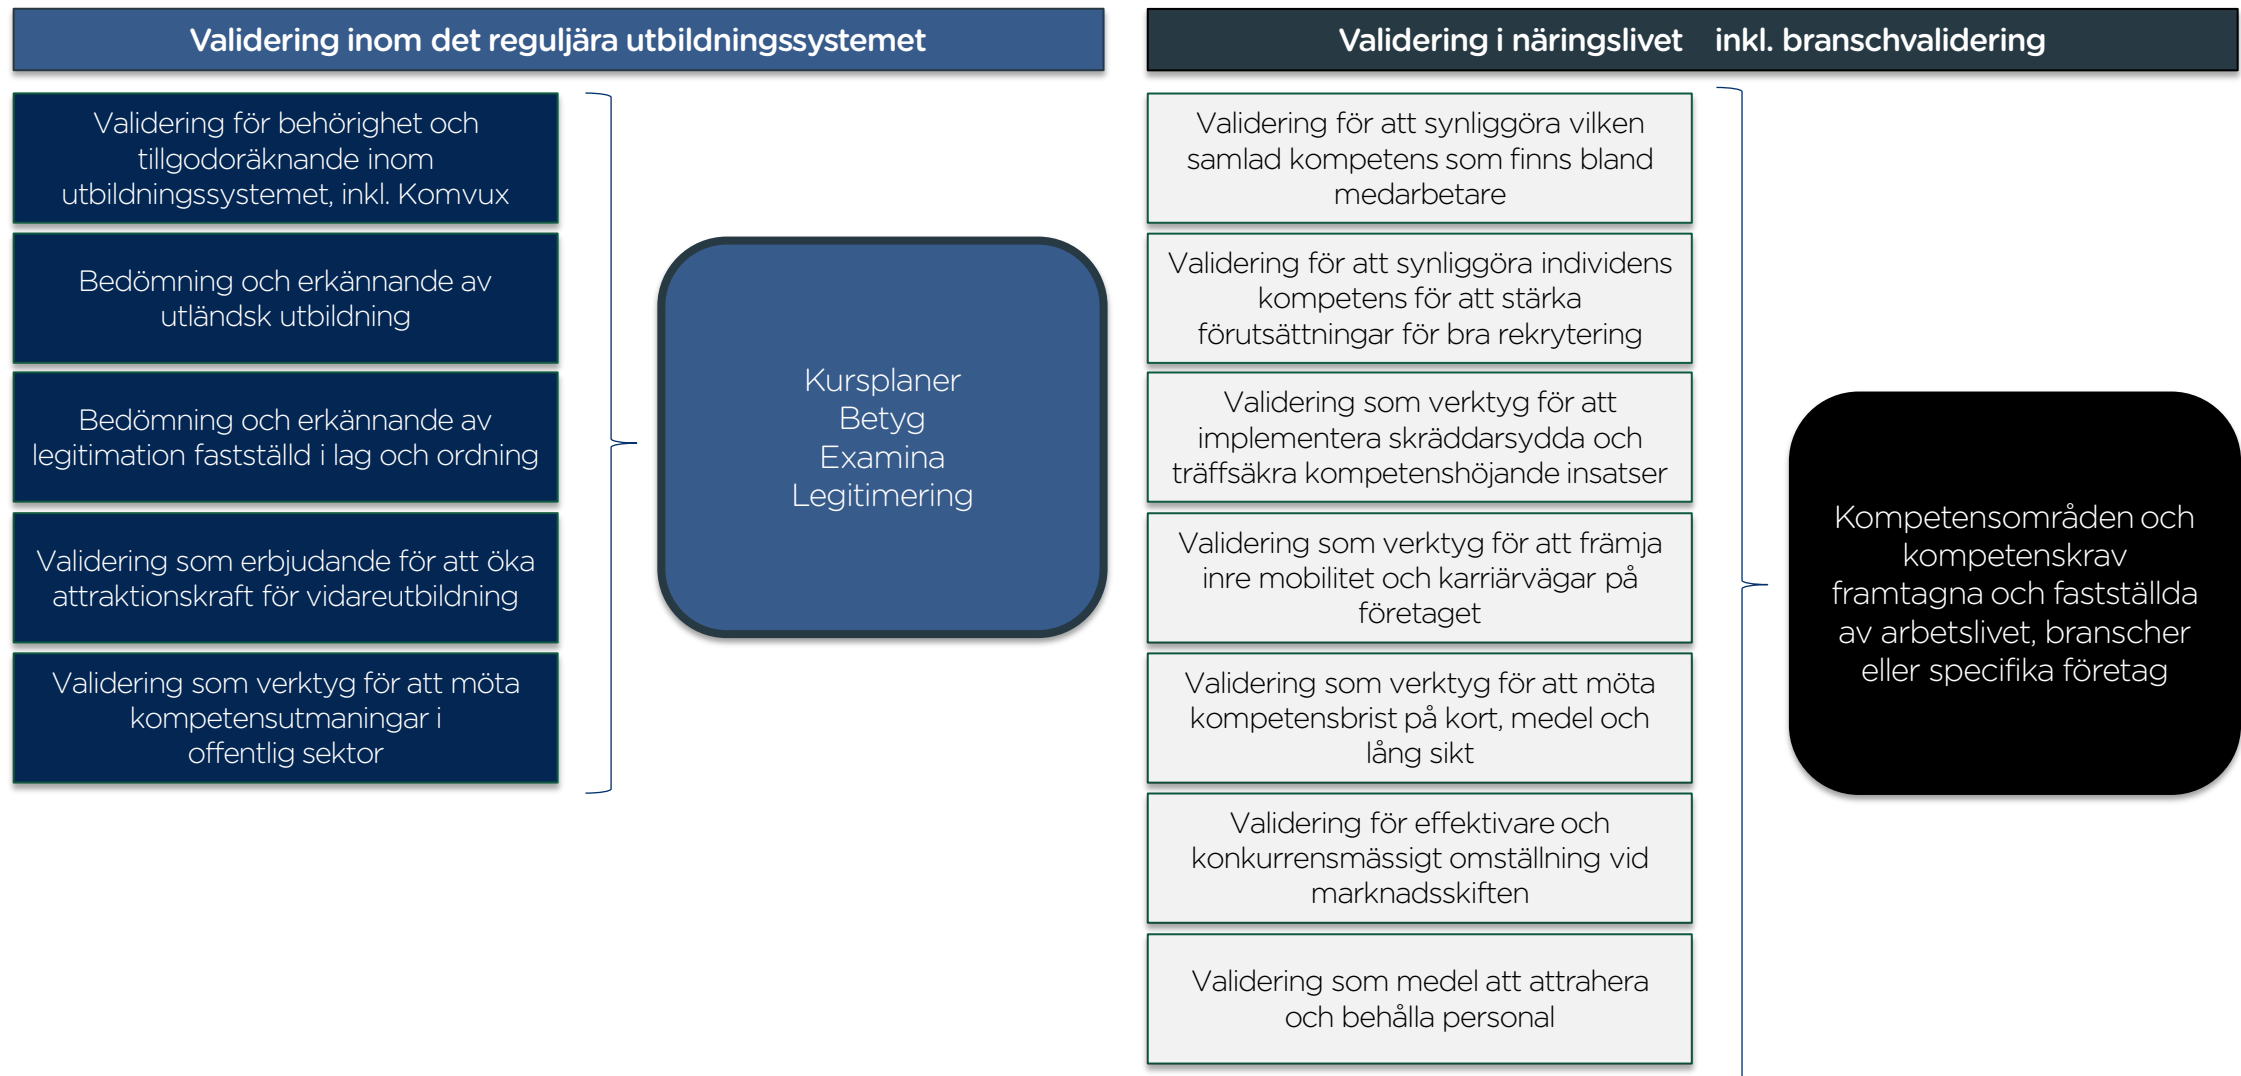 Validering inom det reguljära utbildningssystemet
Validering för behörighet och
tillgodoräknande inom
utbildningssystemet, inkl. Komvux
Bedömning och erkännande av
utländsk utbildning
Bedömning och erkännande av
legitimation fastställd i lag och ordning
Validering som erbjudande för att öka
attraktionskraft för vidareutbildning
Validering som verktyg för att möta
kompetensutmaningar i
offentlig sektor
Kursplaner
Betyg
Examina
Legitimering
Validering i näringslivet inkl. branschvalidering
Validering för att synliggöra vilken
samlad kompetens som finns bland
medarbetare
Validering för att synliggöra individens
kompetens för att stärka
förutsättningar för bra rekrytering
Validering som verktyg för att
implementera skräddarsydda och
träffsäkra kompetenshöjande insatser
Validering som verktyg för att främja
inre mobilitet och karriärvägar på
företaget
Validering som verktyg för att möta
kompetensbrist på kort, medel och
lång sikt
Validering för effektivare och
konkurrensmässigt omställning vid
marknadsskiften
Validering som medel att attrahera
och behålla personal
Kompetensområden och
kompetenskrav
framtagna och fastställda
av arbetslivet, branscher
eller specifika företag